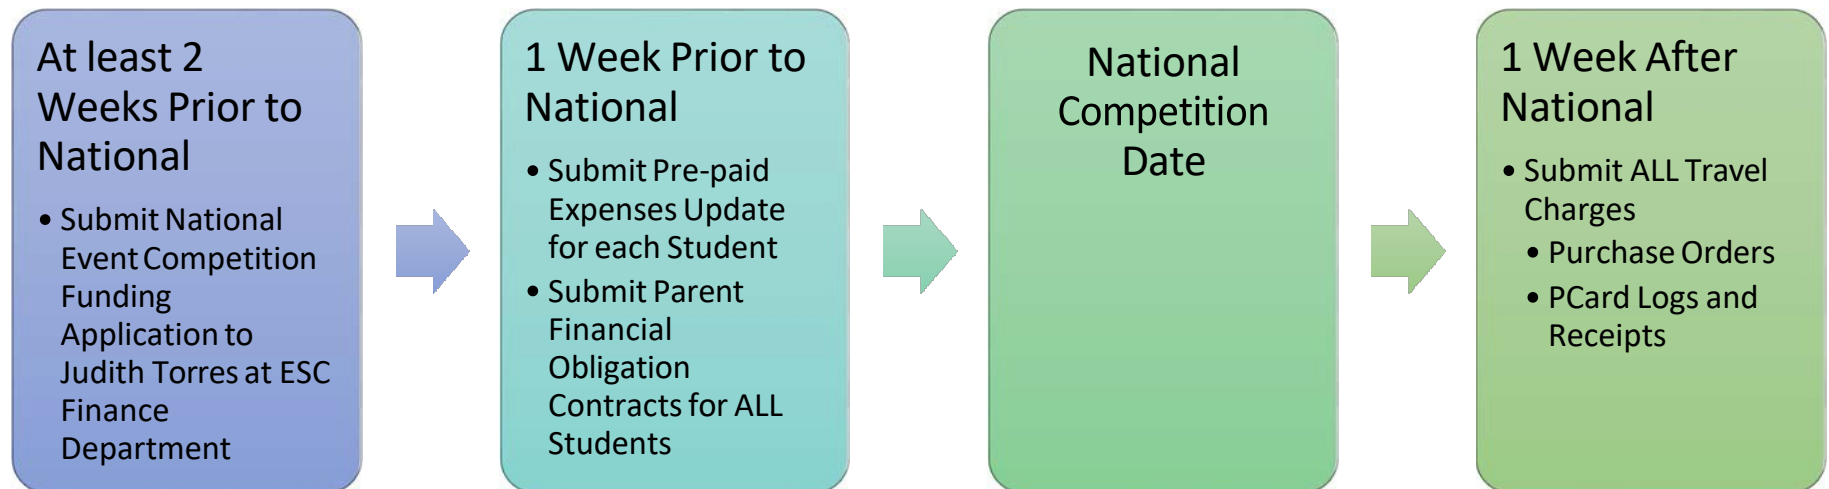 At least 2
Weeks Prior to
National
• Submit National
Event Competition
Funding
Application to
Judith Torres at ESC
Finance
Department
1 Week Prior to
National
• Submit Pre-paid
Expenses Update
for each Student
• Submit Parent
Financial
Obligation
Contracts for ALL
Students
National
Competition
Date
1 Week After
National
• Submit ALL Travel
Charges
• Purchase Orders
• PCard Logs and
Receipts